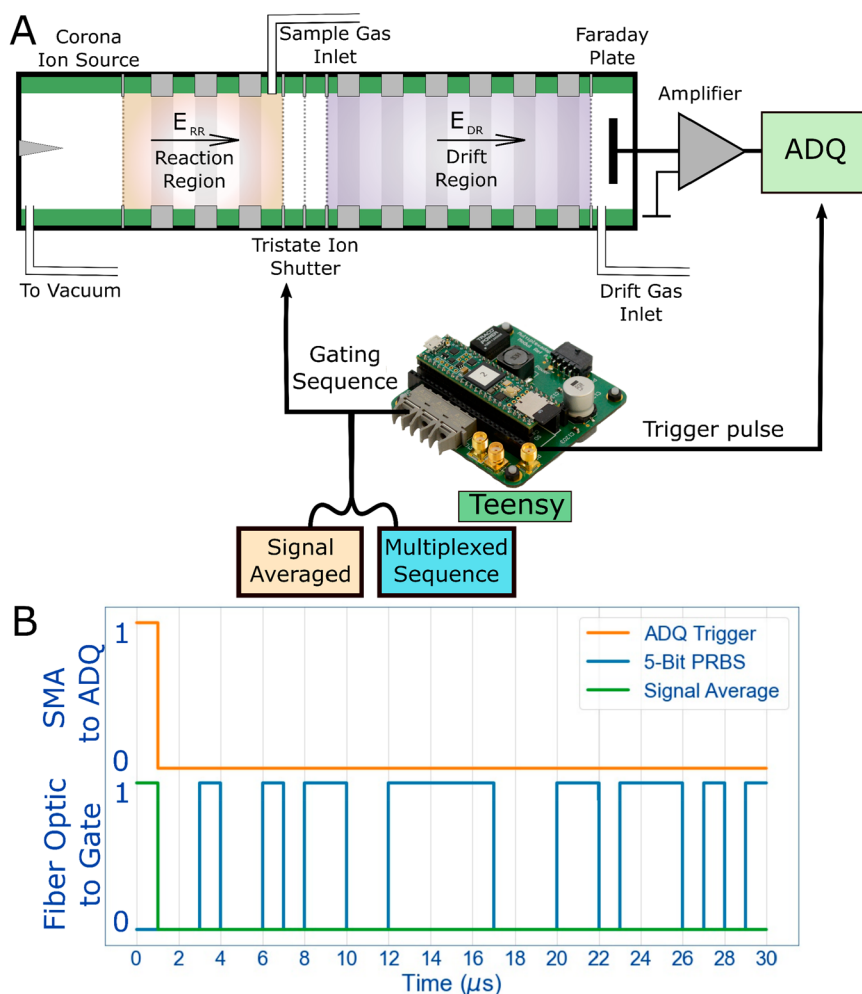 A
Corona
Ion Source
Sample Gas
Inlet
Faraday
Plate
Amplifier
E RR
Reaction
Region
E DR
Drift
Region
ADQ
To Vacuum
Tristate Ion
Shutter
Drift Gas
Inlet
Gating
Sequence
Trigger pulse
Teensy
Signal
Averaged
Multiplexed
Sequence
B
SMA
to ADQ
1
0
ADQ Trigger
5-Bit PRBS
Signal Average
Fiber Optic
to Gate
1
0
0 2 4 6 8 10 12 14 16 18 20 22 24 26 28 30
Time (μs)